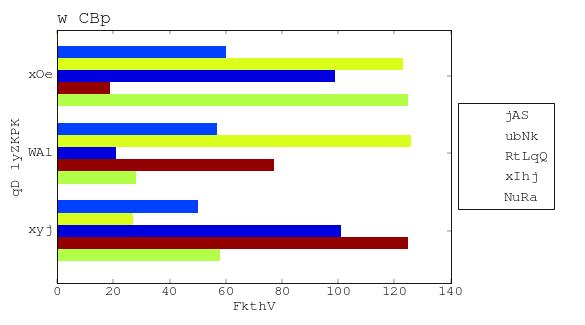 w CBp
xOe
WAl
xyj
qD lyZKPK
0 20 40 60 80 100 120 140
FkthV
jAS
ubNk
RtLqQ
xIhj
NuRa